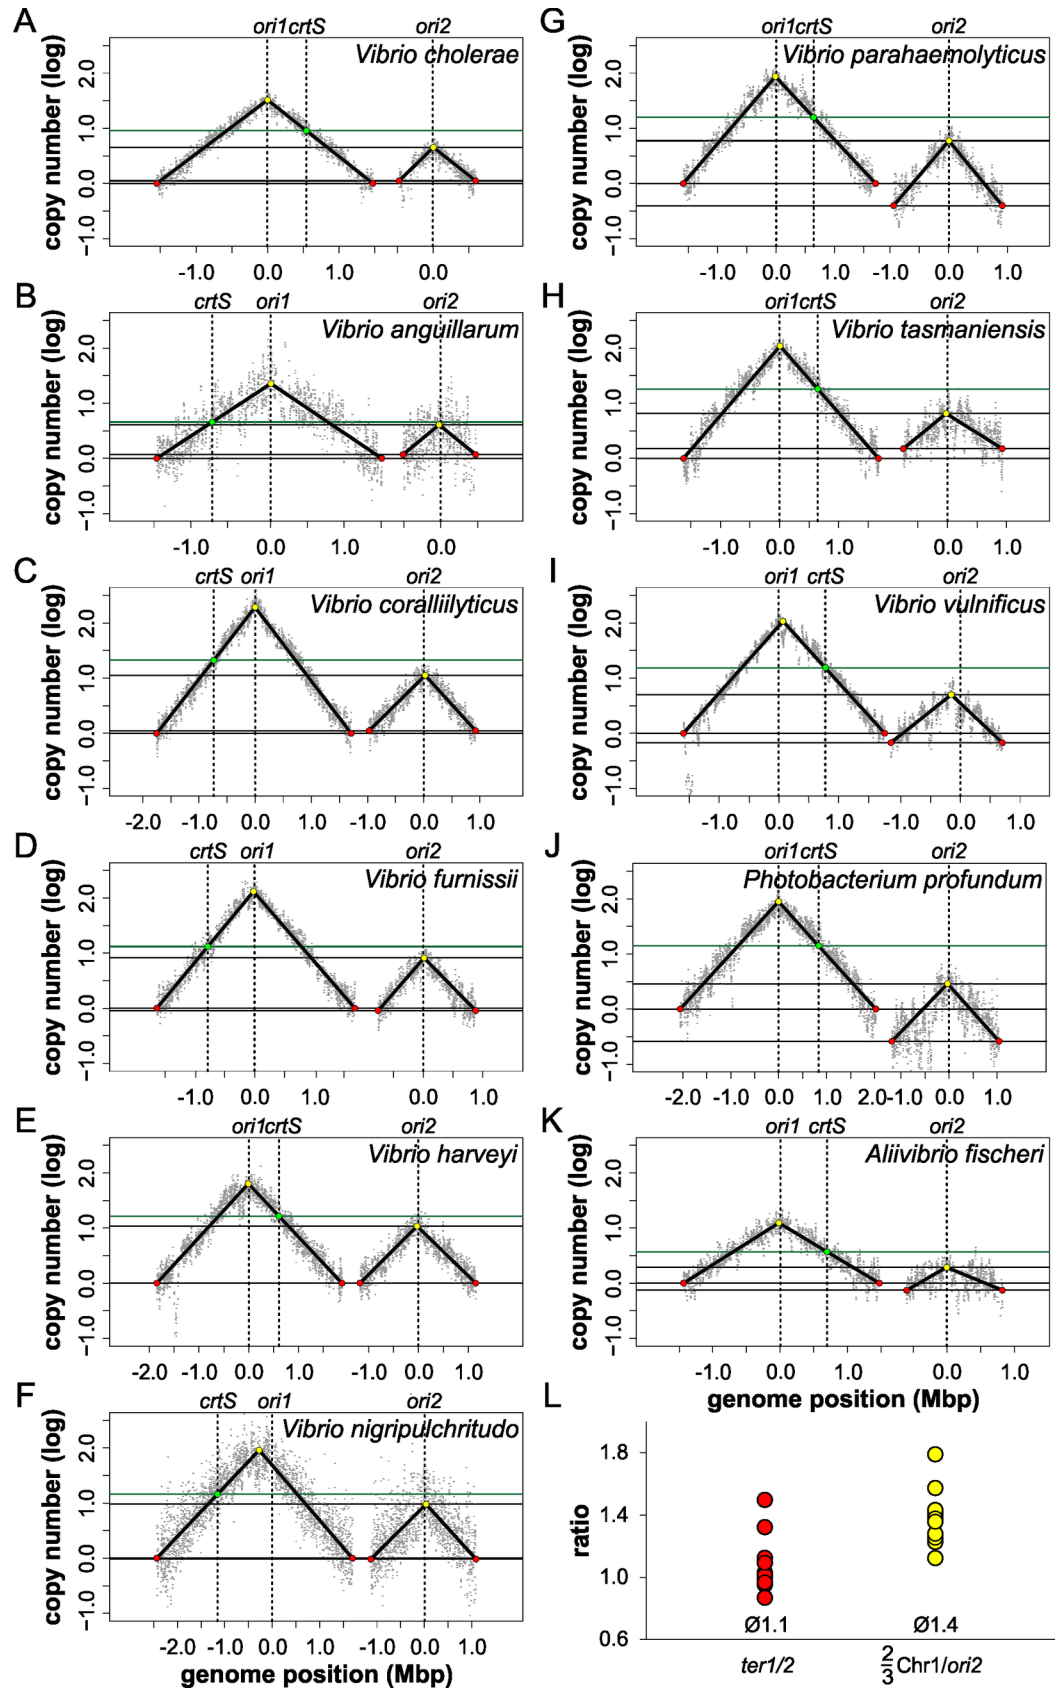 A
ori1 crtS ori2
Vibrio cholerae
copy number (log)
2.0
1.0
0.0
−1.0
-1.0 0.0 1.0 0.0
B
crtS ori1 ori2
Vibrio anguillarum
copy number (log)
2.0
1.0
0.0
−1.0
-1.0 0.0 1.0 0.0
C
crtS ori1 ori2
Vibrio coralliilyticus
copy number (log)
2.0
1.0
0.0
−1.0
-2.0 -1.0 0.0 1.0 -1.0 0.0 1.0
D
crtS ori1 ori2
Vibrio furnissii
copy number (log)
2.0
1.0
0.0
−1.0
-1.0 0.0 1.0 0.0 1.0
E
ori1 crtS ori2
Vibrio harveyi
copy number (log)
2.0
1.0
0.0
−1.0
-2.0 -1.0 0.0 1.0 -1.0 0.0 1.0
F
crtS ori1 ori2
Vibrio nigripulchritudo
copy number (log)
2.0
1.0
0.0
−1.0
-2.0 -1.0 0.0 1.0 -1.0 0.0 1.0
genome position (Mbp)
G
ori1 crtS ori2
Vibrio parahaemolyticus
copy number (log)
2.0
1.0
0.0
−1.0
-1.0 0.0 1.0 -1.0 0.0 1.0
H
ori1 crtS ori2
Vibrio tasmaniensis
copy number (log)
2.0
1.0
0.0
−1.0
-1.0 0.0 1.0 0.0 1.0
I
ori1 crtS ori2
Vibrio vulnificus
copy number (log)
2.0
1.0
0.0
−1.0
-1.0 0.0 1.0 -1.0 0.0 1.0
J
ori1 crtS ori2
Photobacterium profundum
copy number (log)
2.0
1.0
0.0
−1.0
-2.0 -1.0 0.0 1.0 2.0 -1.0 0.0 1.0
K
ori1 crtS ori2
Aliivibrio fischeri
copy number (log)
2.0
1.0
0.0
−1.0
-1.0 0.0 1.0 0.0 1.0
genome position (Mbp)
L
ratio
1.8
1.4
1.0
0.6
Ø1.1 Ø1.4
ter1/2 2/3 Chr1/ori2